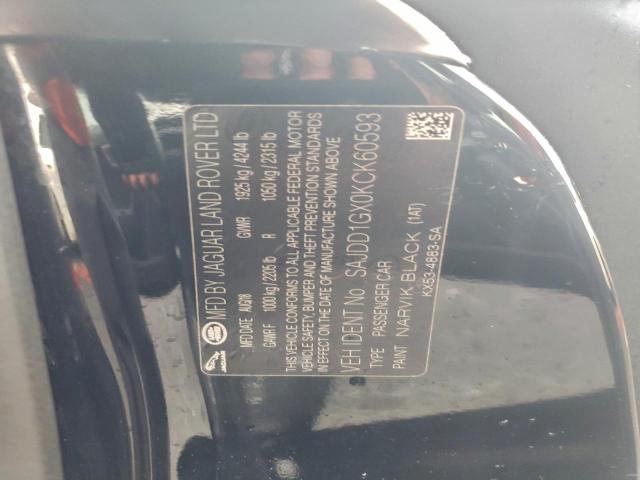 MFD BY JAGUAR LAND ROVER LTD
MFD DATE AUG18 GVWR 1925 kg / 4244 lb
GAWR F 1000 kg / 2205 lb R 1050 kg / 2315 lb
THIS VEHICLE CONFORMS TO ALL APPLICABLE FEDERAL MOTOR
VEHICLE SAFETY, BUMPER AND THEFT PREVENTION STANDARDS
IN EFFECT ON THE DATE OF MANUFACTURE SHOWN ABOVE
VEH IDENT No. SAJDD1GX0KCK60593
TYPE PASSENGER CAR
PAINT NARVIK BLACK (1AT)
KX53-4883-SA